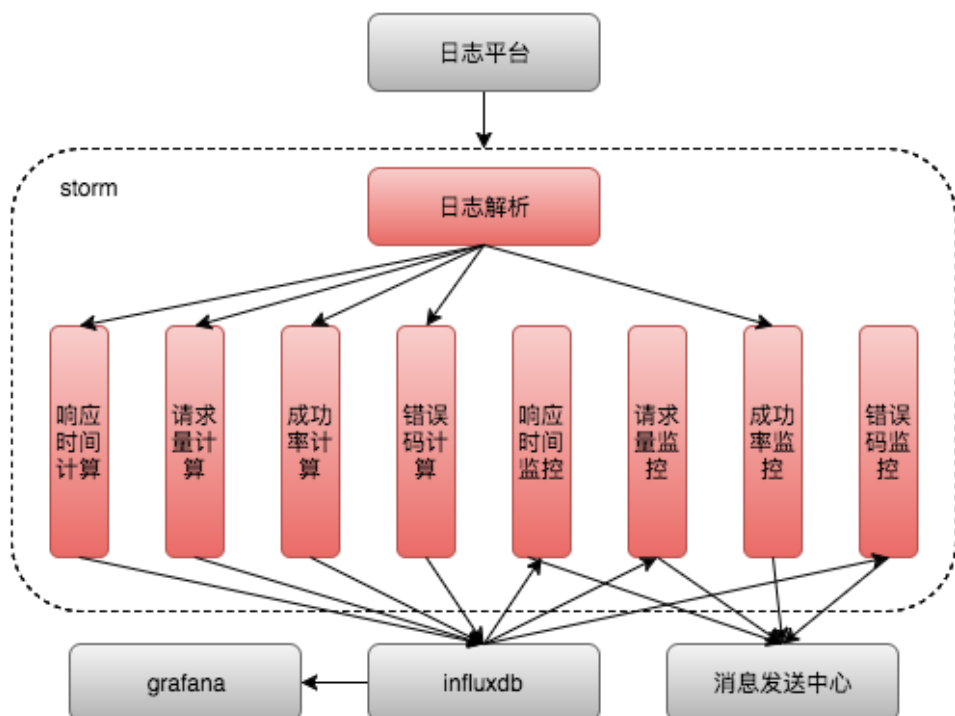 日志平台
storm
日志解析
响应
时间
计算
请求
量计
算
成功
率计
算
错误
码计
算
响应
时间
监控
请求
量监
控
成功
率监
控
错误
码监
控
grafana
influxdb
消息发送中心